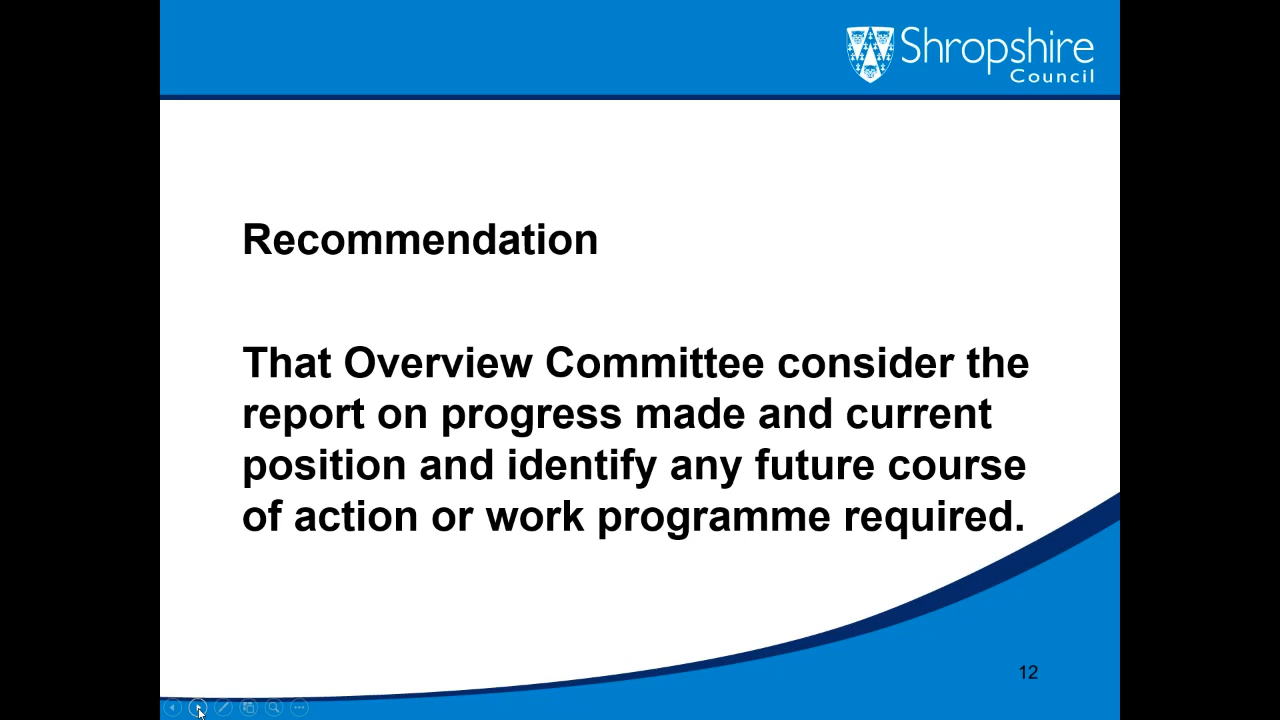 Shropshire
Council
Recommendation
That Overview Committee consider the
report on progress made and current
position and identify any future course
of action or work programme required.
12